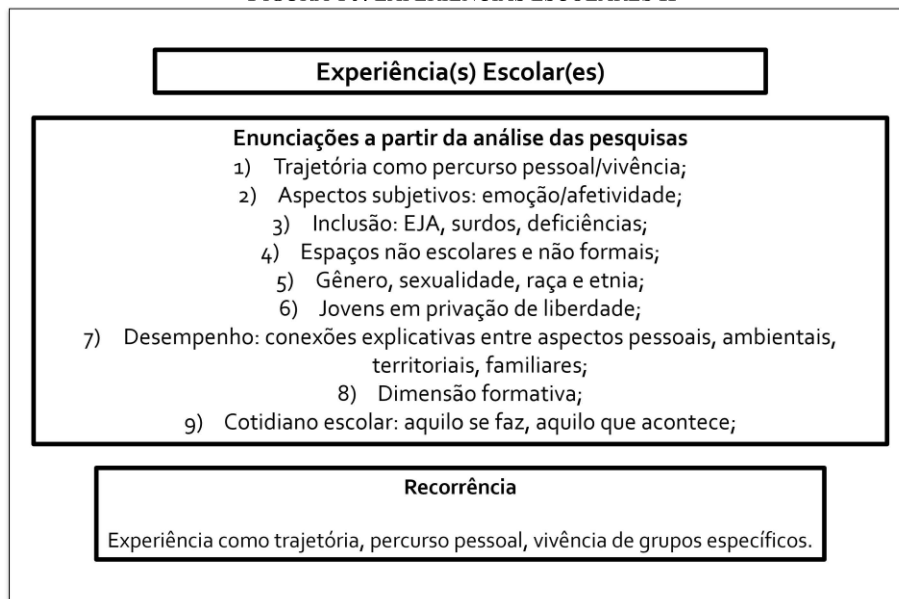 Experiência(s) Escolar(es)
Enunciações a partir da análise das pesquisas
1) Trajetória como percurso pessoal/vivência;
2) Aspectos subjetivos: emoção/afetividade;
3) Inclusão: EJA, surdos, deficiências;
4) Espaços não escolares e não formais;
5) Gênero, sexualidade, raça e etnia;
6) Jovens em privação de liberdade;
7) Desempenho: conexões explicativas entre aspectos pessoais, ambientais,
territoriais, familiares;
8) Dimensão formativa;
9) Cotidiano escolar: aquilo se faz, aquilo que acontece;
Recorrência
Experiência como trajetória, percurso pessoal, vivência de grupos específicos.